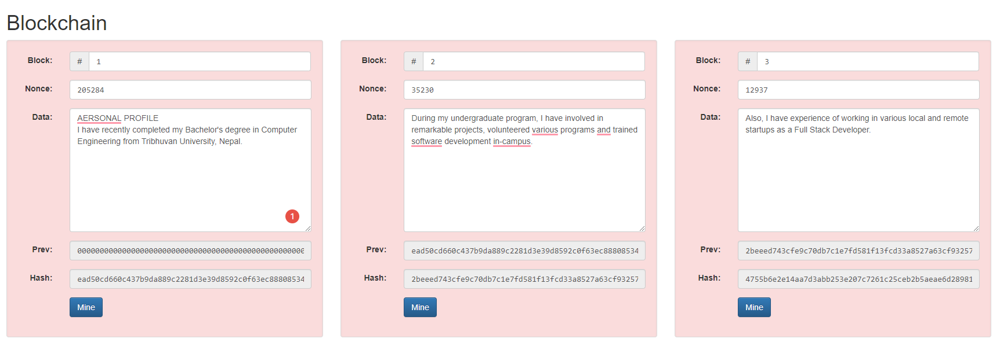 Blockchain
Block: # 1
Nonce: 205284
Data: AERSONAL PROFILE
I have recently completed my Bachelor's degree in Computer
Engineering from Tribhuvan University, Nepal.
1
Prev: 000000000000000000000000000000000000000000000000000
Hash: ead50cd660c437b9da889c2281d3e39d8592c0f63ec88808534
Mine
Block: # 2
Nonce: 35230
Data: During my undergraduate program, I have involved in
remarkable projects, volunteered various programs and trained
software development in-campus.
Prev: ead50cd660c437b9da889c2281d3e39d8592c0f63ec88808534
Hash: 2beeed743cfe9c70db7c1e7fd581f13fcd33a8527a63cf93257
Mine
Block: # 3
Nonce: 12937
Data: Also, I have experience of working in various local and remote
startups as a Full Stack Developer.
Prev: 2beeed743cfe9c70db7c1e7fd581f13fcd33a8527a63cf93257
Hash: 4755b6e2e14aa7d3abb253e207c7261c25ceb2b5aeae6d28981
Mine